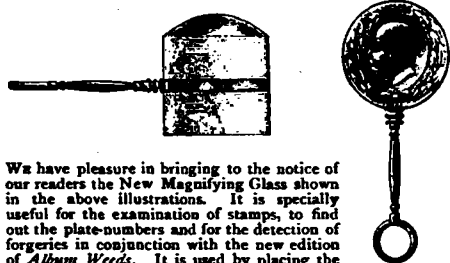 WE have pleasure in bringing to the notice of
our readers the New Magnifying Glass shown
in the above illustrations. It is specially
useful for the examination of stamps, to find
out the plate-numbers and for the detection of
forgeries in conjunction with the new edition
of Album Weeds. It is used by placing the